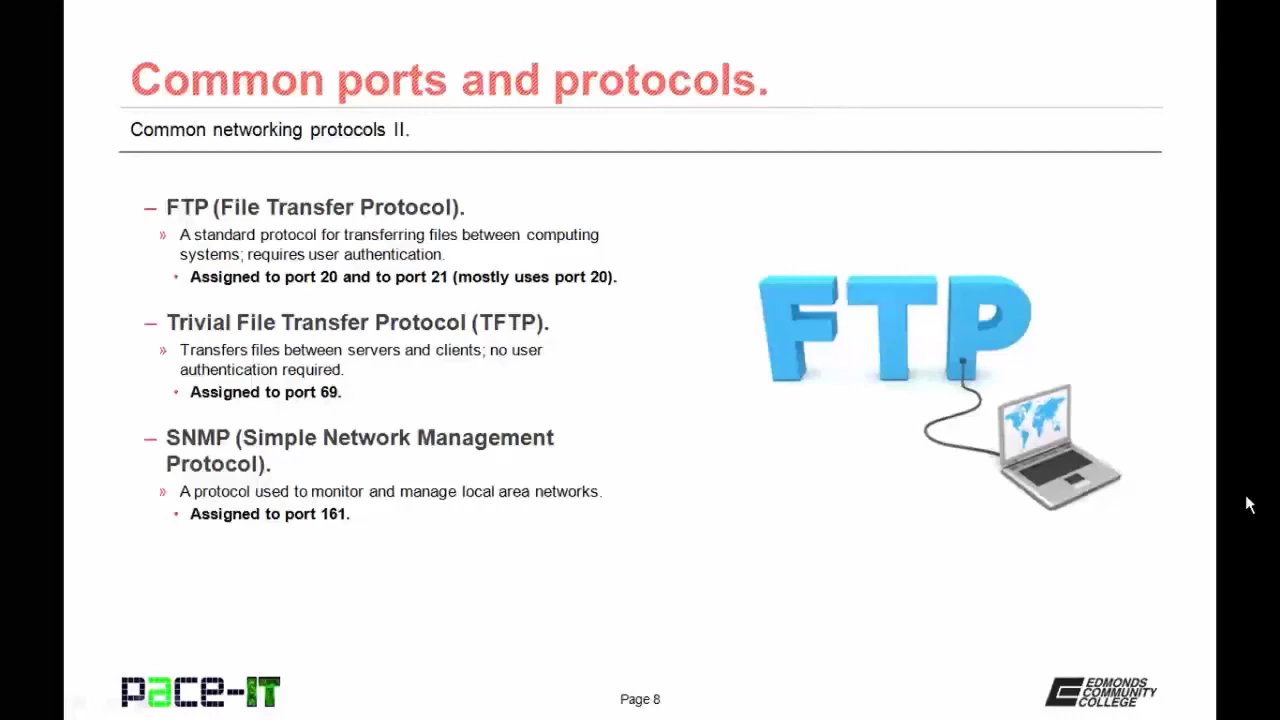 Common ports and protocols.
Common networking protocols II.
– FTP (File Transfer Protocol).
» A standard protocol for transferring files between computing
systems; requires user authentication.
• Assigned to port 20 and to port 21 (mostly uses port 20).
– Trivial File Transfer Protocol (TFTP).
» Transfers files between servers and clients; no user
authentication required.
• Assigned to port 69.
– SNMP (Simple Network Management
Protocol).
» A protocol used to monitor and manage local area networks.
• Assigned to port 161.
FTP
pace-IT
Page 8
EDMONDS
COMMUNITY
COLLEGE